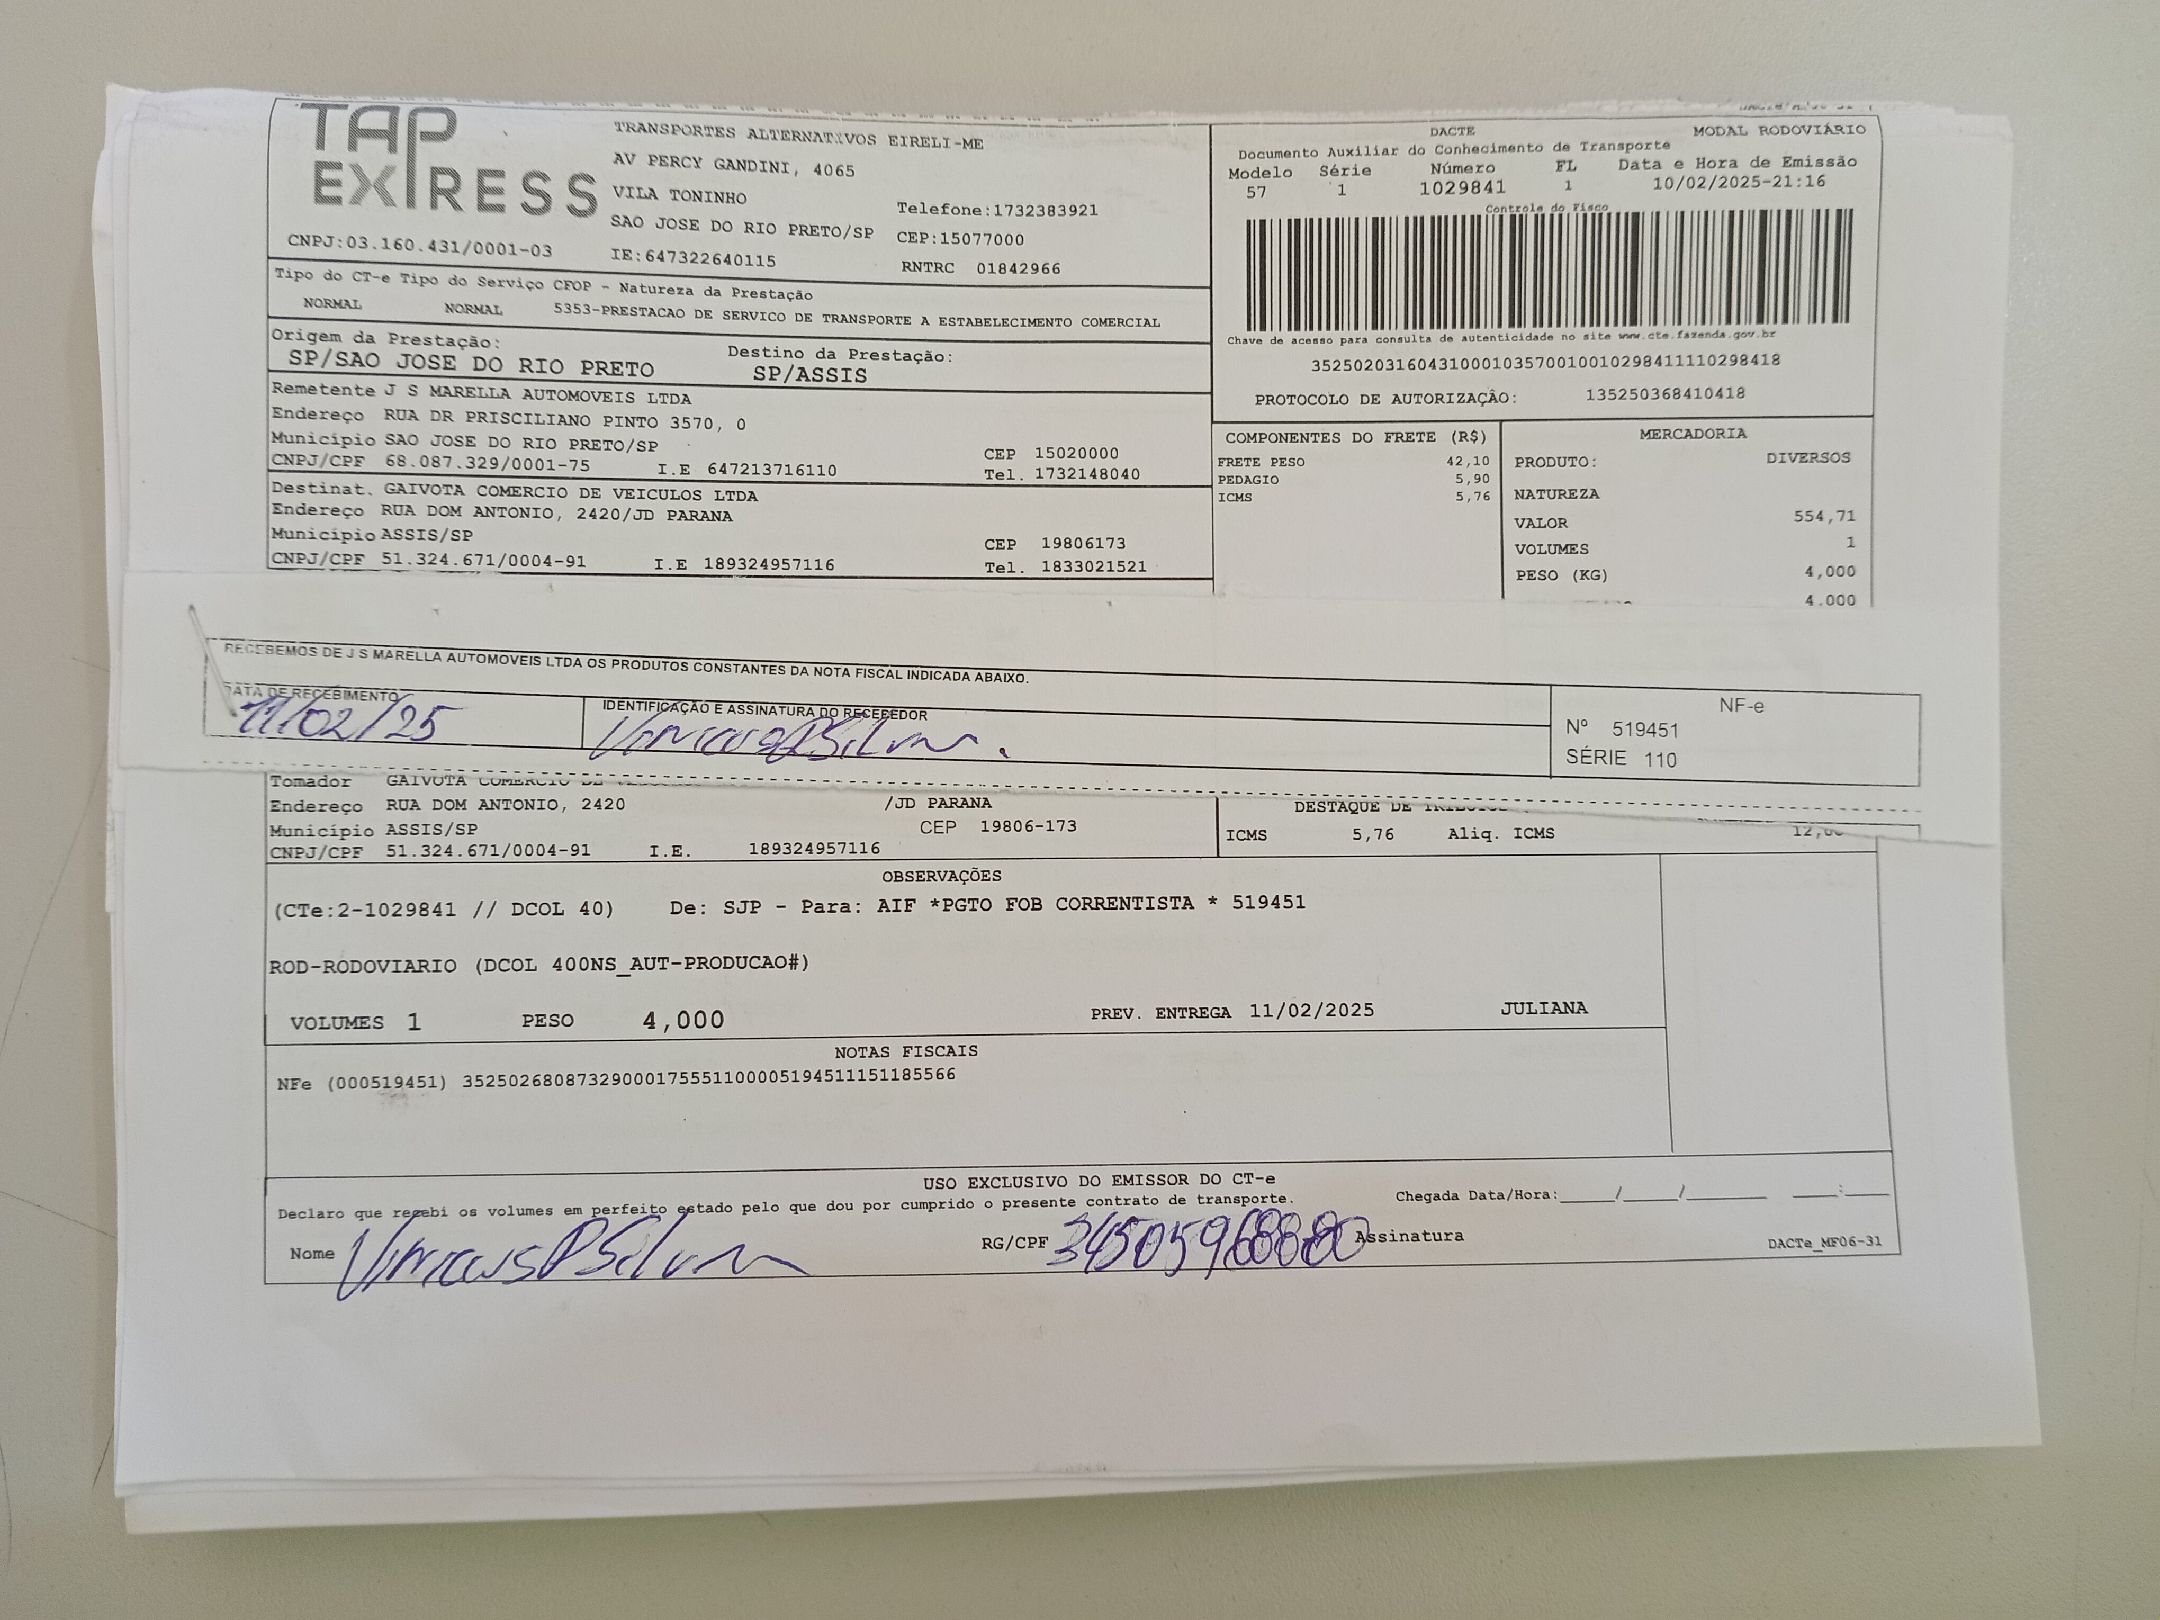 TAP EXPRESS
TRANSPORTES ALTERNATIVOS EIRELI-ME
AV PERCY GANDINI, 4065
VILA TONINHO
SAO JOSE DO RIO PRETO/SP
Telefone:1732383921
CEP:15077000
CNPJ:03.160.431/0001-03
IE:647322640115
RNTRC 01842966
DACTE MODAL RODOVIÁRIO
Documento Auxiliar do Conhecimento de Transporte
Modelo Série Número FL Data e Hora de Emissão
57 1 1029841 1 10/02/2025-21:16
Controle do Fisco
Chave de acesso para consulta de autenticidade no site www.cte.fazenda.gov.br
35250203160431000103570010010298411110298418
PROTOCOLO DE AUTORIZAÇÃO: 135250368410418
Tipo do CT-e Tipo do Serviço CFOP - Natureza da Prestação
NORMAL NORMAL 5353-PRESTACAO DE SERVICO DE TRANSPORTE A ESTABELECIMENTO COMERCIAL
Origem da Prestação: Destino da Prestação:
SP/SAO JOSE DO RIO PRETO SP/ASSIS
Remetente J S MARELLA AUTOMOVEIS LTDA
Endereço RUA DR PRISCILIANO PINTO 3570, 0
Município SAO JOSE DO RIO PRETO/SP CEP 15020000
CNPJ/CPF 68.087.329/0001-75 I.E 647213716110 Tel. 1732148040
Destinat. GAIVOTA COMERCIO DE VEICULOS LTDA
Endereço RUA DOM ANTONIO, 2420/JD PARANA
Município ASSIS/SP CEP 19806173
CNPJ/CPF 51.324.671/0004-91 I.E 189324957116 Tel. 1833021521
COMPONENTES DO FRETE (R$)
FRETE PESO 42,10
PEDAGIO 5,90
ICMS 5,76
MERCADORIA
PRODUTO: DIVERSOS
NATUREZA
VALOR 554,71
VOLUMES 1
PESO (KG) 4,000
4.000
RECEBEMOS DE J S MARELLA AUTOMOVEIS LTDA OS PRODUTOS CONSTANTES DA NOTA FISCAL INDICADA ABAIXO.
DATA DE RECEBIMENTO
11/02/25
IDENTIFICAÇÃO E ASSINATURA DO RECEBEDOR
NF-e
Nº 519451
SÉRIE 110
Tomador GAIVOTA COMERCIO DE
Endereço RUA DOM ANTONIO, 2420 /JD PARANA
Município ASSIS/SP CEP 19806-173
CNPJ/CPF 51.324.671/0004-91 I.E. 189324957116
DESTAQUE DE
ICMS 5,76 Aliq. ICMS
OBSERVAÇÕES
(CTe:2-1029841 // DCOL 40) De: SJP - Para: AIF *PGTO FOB CORRENTISTA * 519451
ROD-RODOVIARIO (DCOL 400NS_AUT-PRODUCAO#)
VOLUMES 1 PESO 4,000 PREV. ENTREGA 11/02/2025 JULIANA
NOTAS FISCAIS
NFe (000519451) 35250268087329000175551100005194511151185566
USO EXCLUSIVO DO EMISSOR DO CT-e
Declaro que recebi os volumes em perfeito estado pelo que dou por cumprido o presente contrato de transporte. Chegada Data/Hora:_____/_____/_______ ____:____
Nome RG/CPF Assinatura
DACTe_MF06-31